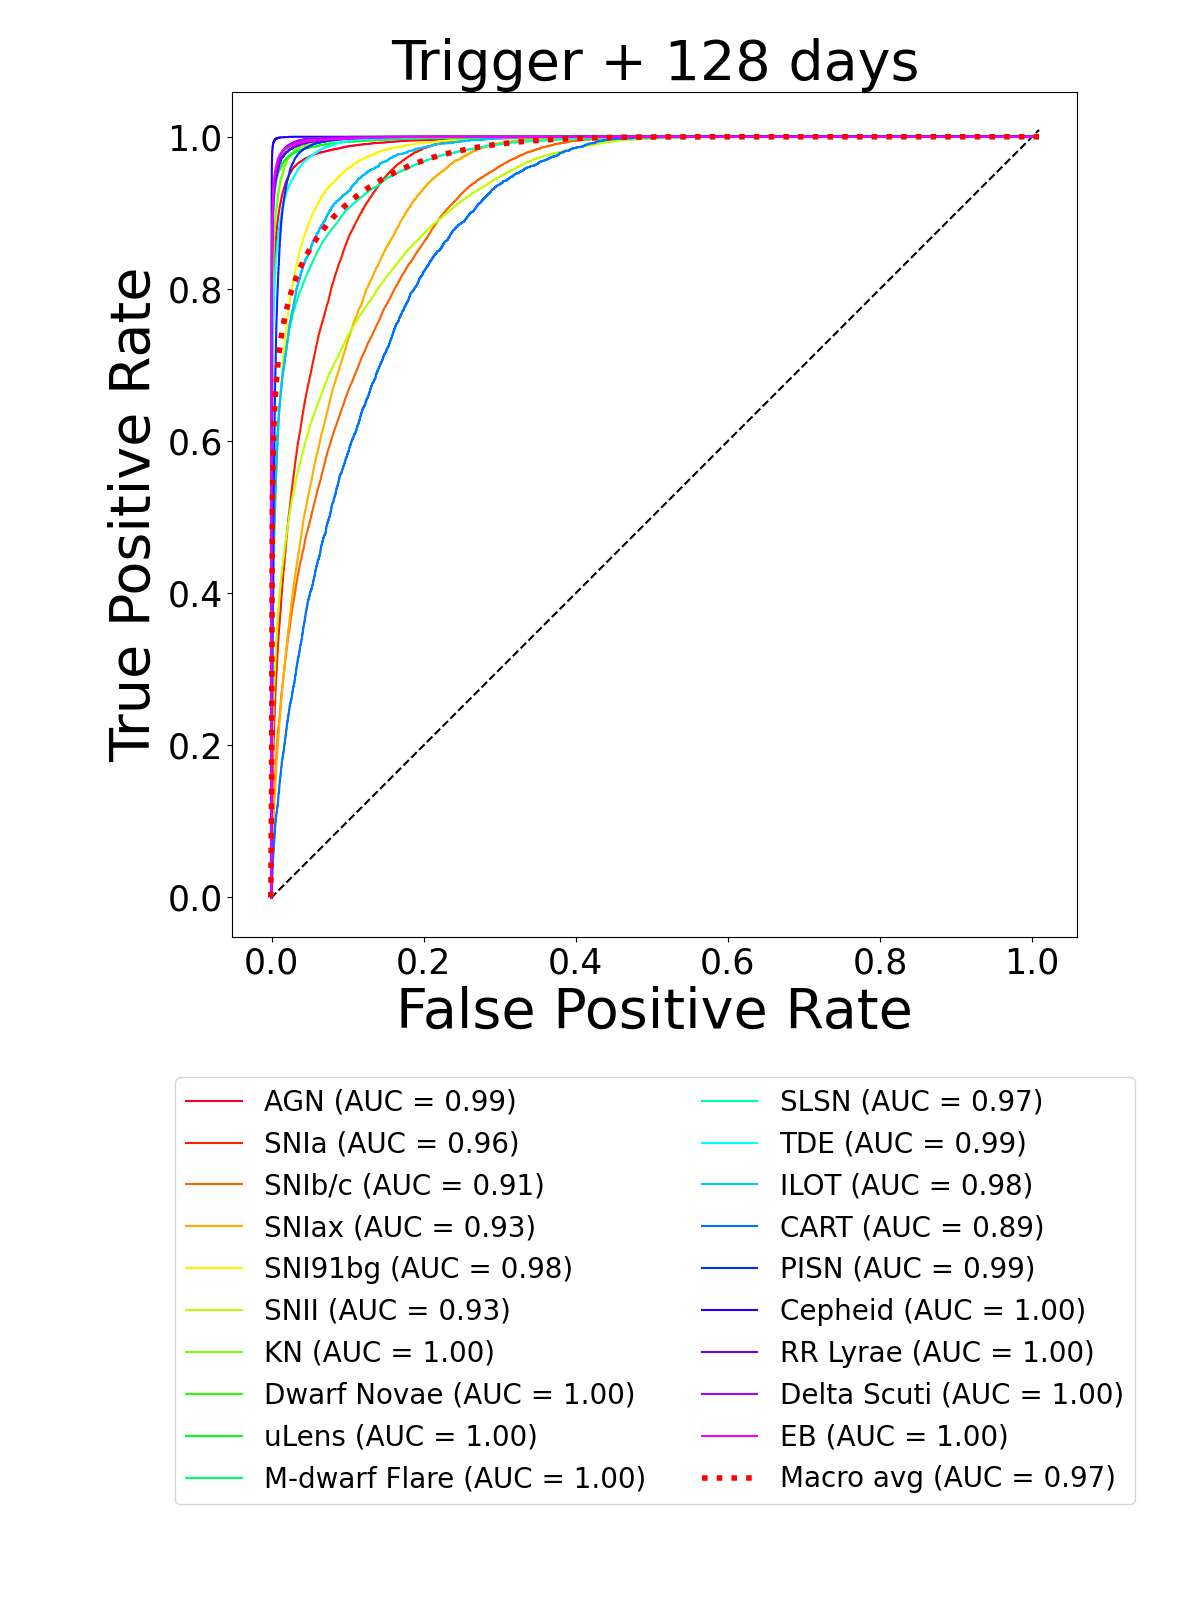 Trigger + 128 days
True Positive Rate
1.0
0.8
0.6
0.4
0.2
0.0
0.0 0.2 0.4 0.6 0.8 1.0
False Positive Rate
AGN (AUC = 0.99)
SNIa (AUC = 0.96)
SNIb/c (AUC = 0.91)
SNIax (AUC = 0.93)
SNI91bg (AUC = 0.98)
SNII (AUC = 0.93)
KN (AUC = 1.00)
Dwarf Novae (AUC = 1.00)
uLens (AUC = 1.00)
M-dwarf Flare (AUC = 1.00)
SLSN (AUC = 0.97)
TDE (AUC = 0.99)
ILOT (AUC = 0.98)
CART (AUC = 0.89)
PISN (AUC = 0.99)
Cepheid (AUC = 1.00)
RR Lyrae (AUC = 1.00)
Delta Scuti (AUC = 1.00)
EB (AUC = 1.00)
Macro avg (AUC = 0.97)